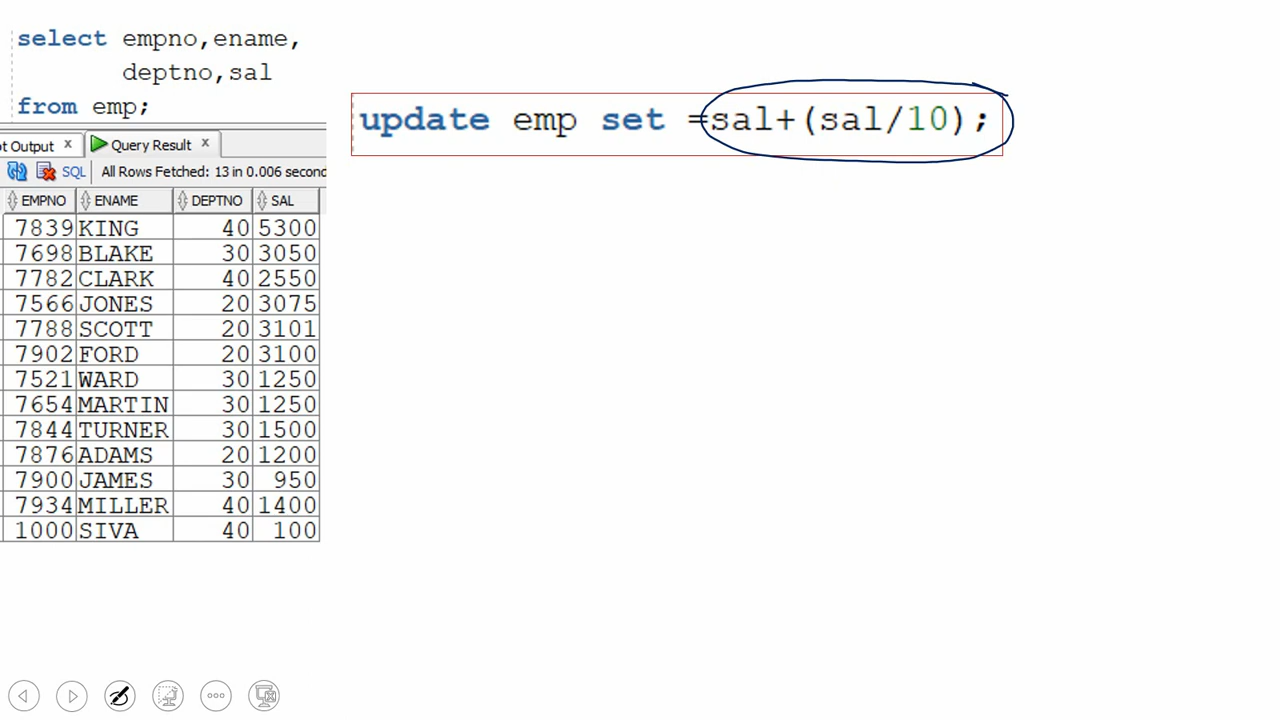 select empno,ename,
deptno,sal
from emp;
update emp set =sal+(sal/10);
t Output x Query Result x
SQL All Rows Fetched: 13 in 0.006 second
EMPNO ENAME DEPTNO SAL
7839 KING 40 5300
7698 BLAKE 30 3050
7782 CLARK 40 2550
7566 JONES 20 3075
7788 SCOTT 20 3101
7902 FORD 20 3100
7521 WARD 30 1250
7654 MARTIN 30 1250
7844 TURNER 30 1500
7876 ADAMS 20 1200
7900 JAMES 30 950
7934 MILLER 40 1400
1000 SIVA 40 100